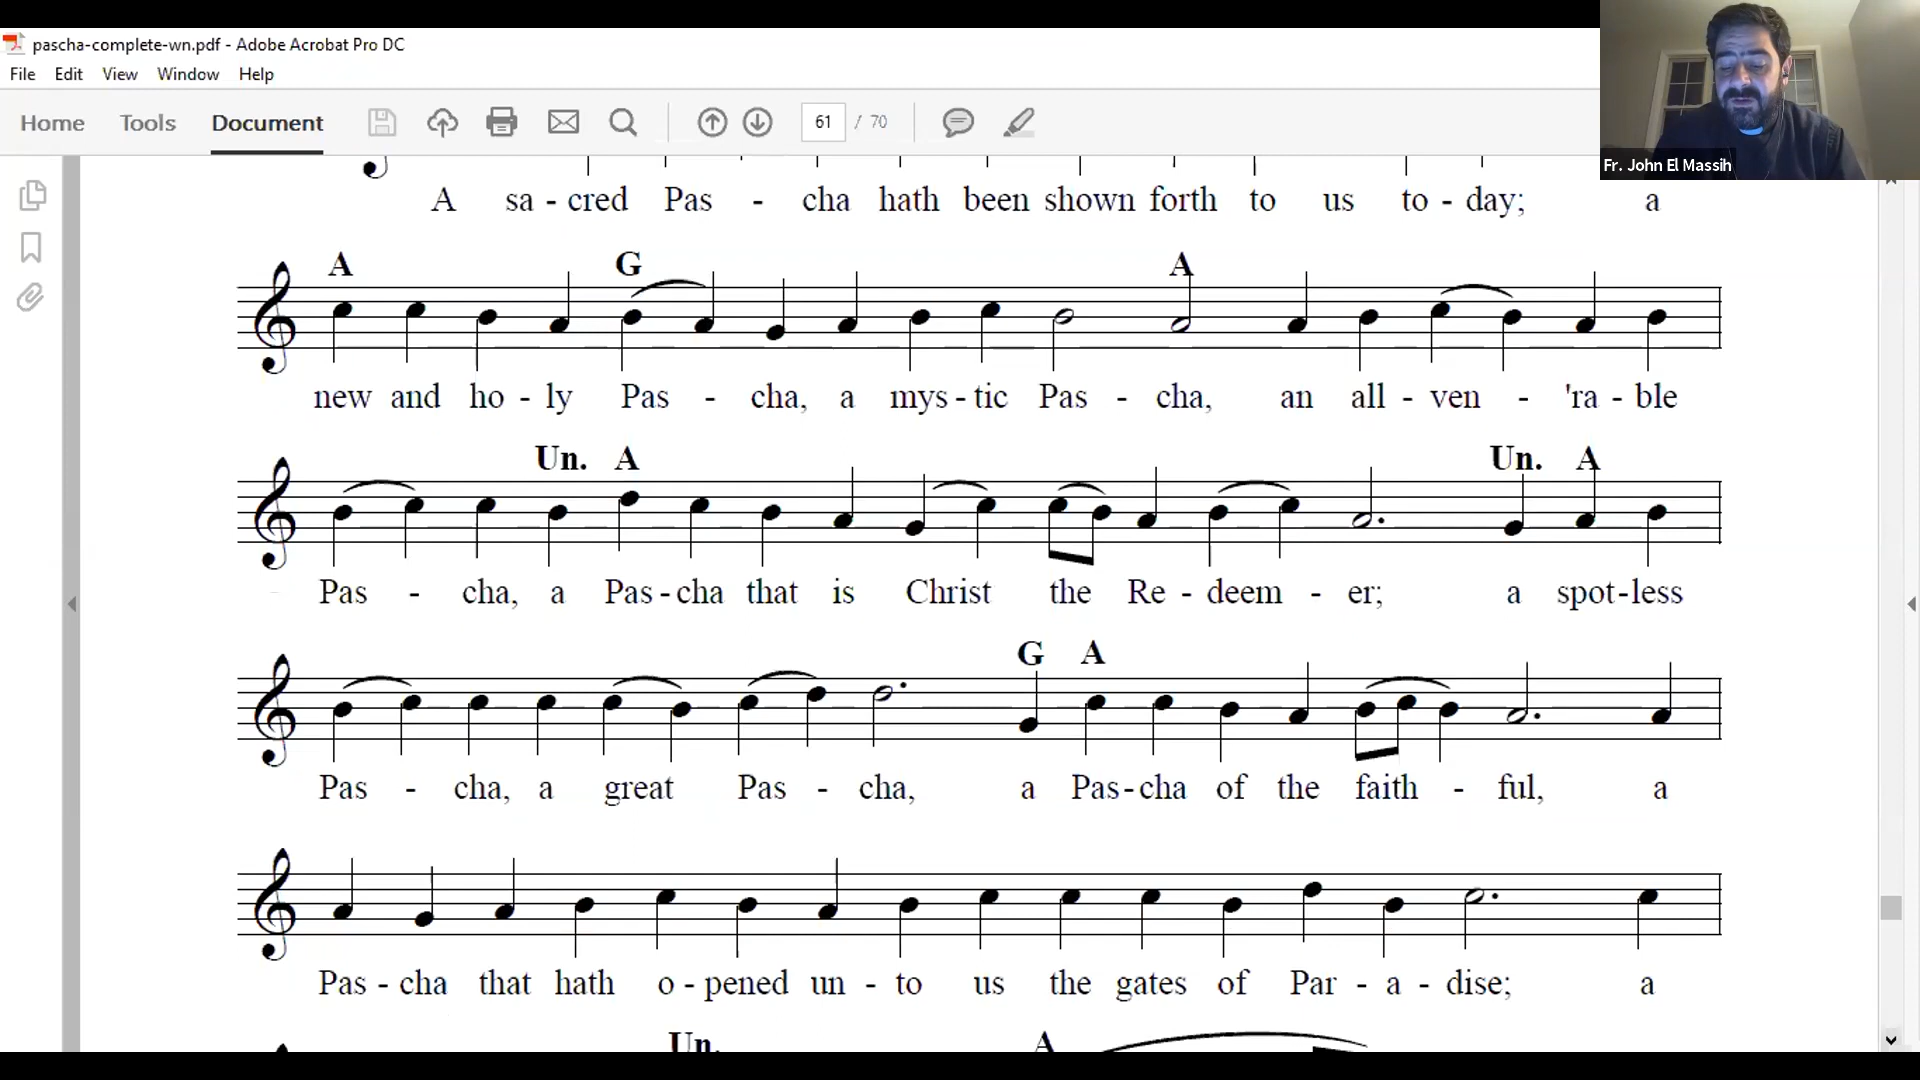 pascha-complete-wn.pdf - Adobe Acrobat Pro DC
File Edit View Window Help
Home Tools Document 61 / 70
Fr. John El Massih
A sa - cred Pas - cha hath been shown forth to us to - day; a
A G A
new and ho - ly Pas - cha, a mys - tic Pas - cha, an all - ven - 'ra - ble
Un. A Un. A
Pas - cha, a Pas - cha that is Christ the Re - deem - er; a spot - less
G A
Pas - cha, a great Pas - cha, a Pas - cha of the faith - ful, a
Pas - cha that hath o - pened un - to us the gates of Par - a - dise; a
Un. A